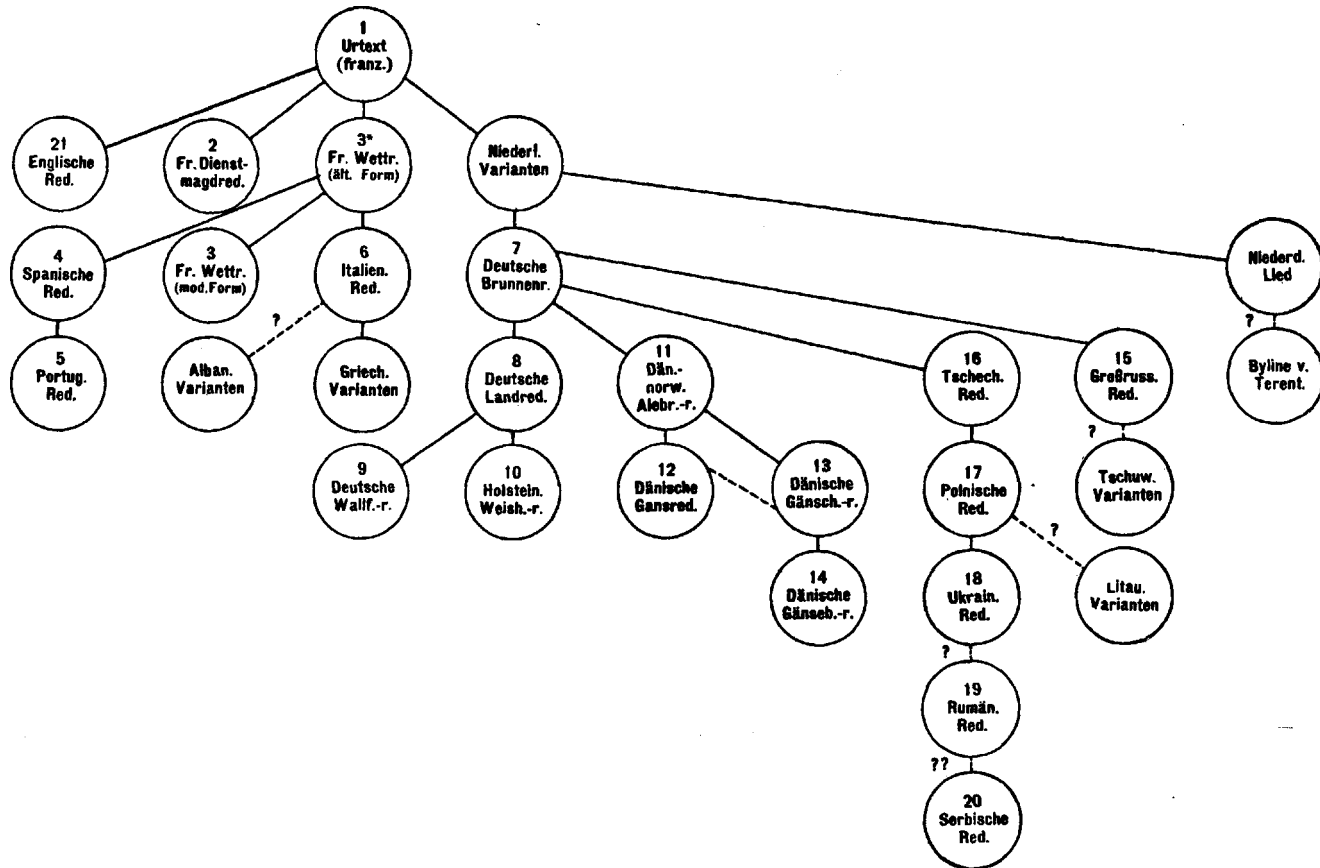 1
Urtext
(franz.)
21
Englische
Red.
2
Fr. Dienst-
magdred.
3*
Fr. Wettr.
(ält. Form)
Niederl.
Varianten
4
Spanische
Red.
3
Fr. Wettr.
(mod. Form)
6
Italien.
Red.
7
Deutsche
Brunnenr.
Niederd.
Lied
?
?
5
Portug.
Red.
Alban.
Varianten
Griech.
Varianten
8
Deutsche
Landred.
11
Dän.-
norw.
Alebr.-r.
16
Tschech.
Red.
15
Großruss.
Red.
Byline v.
Terent.
?
9
Deutsche
Wallf.-r.
10
Holstein.
Weish.-r.
12
Dänische
Gansred.
13
Dänische
Gänsch.-r.
17
Polnische
Red.
Tschuw.
Varianten
?
14
Dänische
Gänseb.-r.
18
Ukrain.
Red.
Litau.
Varianten
?
19
Rumän.
Red.
??
20
Serbische
Red.